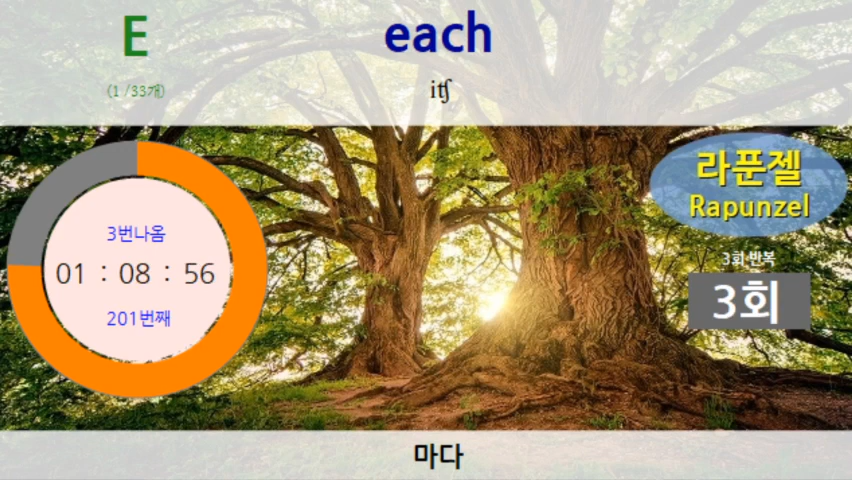 E
(1 /33개)
each
itʃ
3번나옴
01 : 08 : 56
201번째
라푼젤
Rapunzel
3회 반복
3회
마다